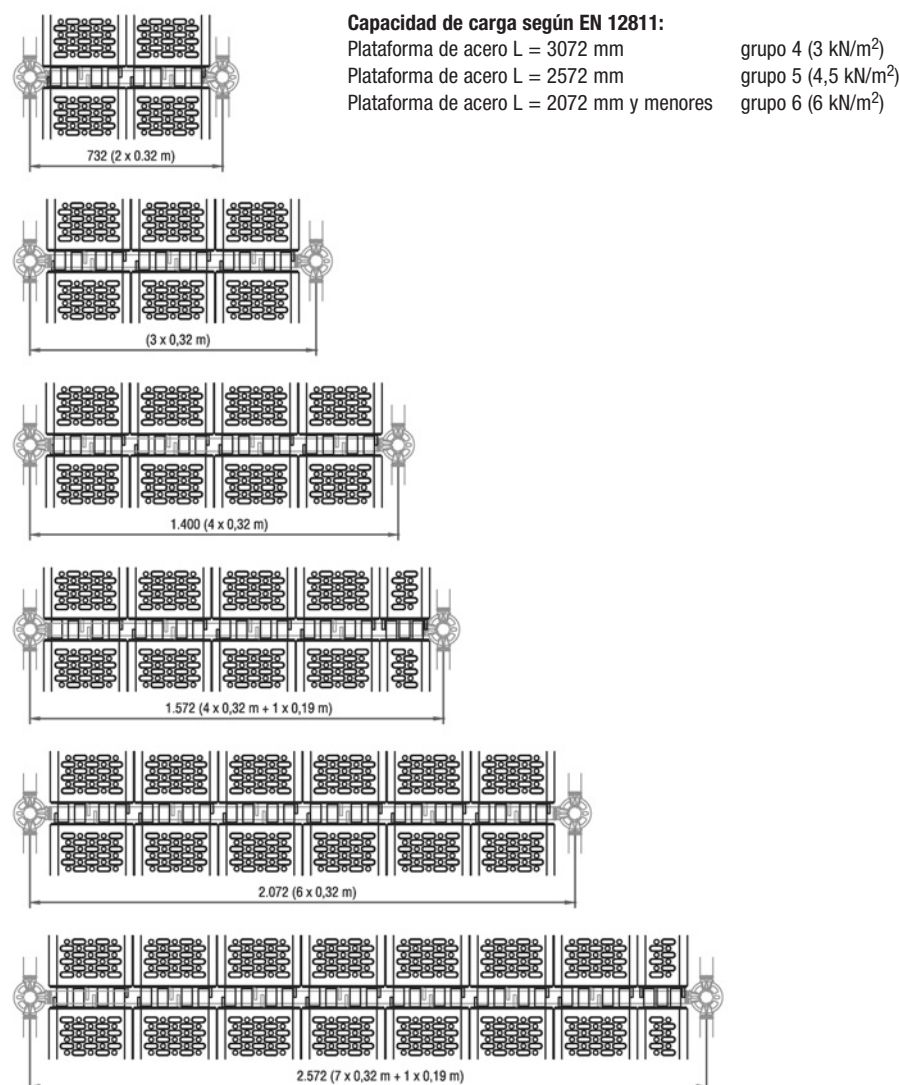 Capacidad de carga según EN 12811:
Plataforma de acero L = 3072 mm grupo 4 (3 kN/m²)
Plataforma de acero L = 2572 mm grupo 5 (4,5 kN/m²)
Plataforma de acero L = 2072 mm y menores grupo 6 (6 kN/m²)
732 (2 x 0.32 m)
(3 x 0,32 m)
1.400 (4 x 0,32 m)
1.572 (4 x 0,32 m + 1 x 0,19 m)
2.072 (6 x 0,32 m)
2.572 (7 x 0,32 m + 1 x 0,19 m)